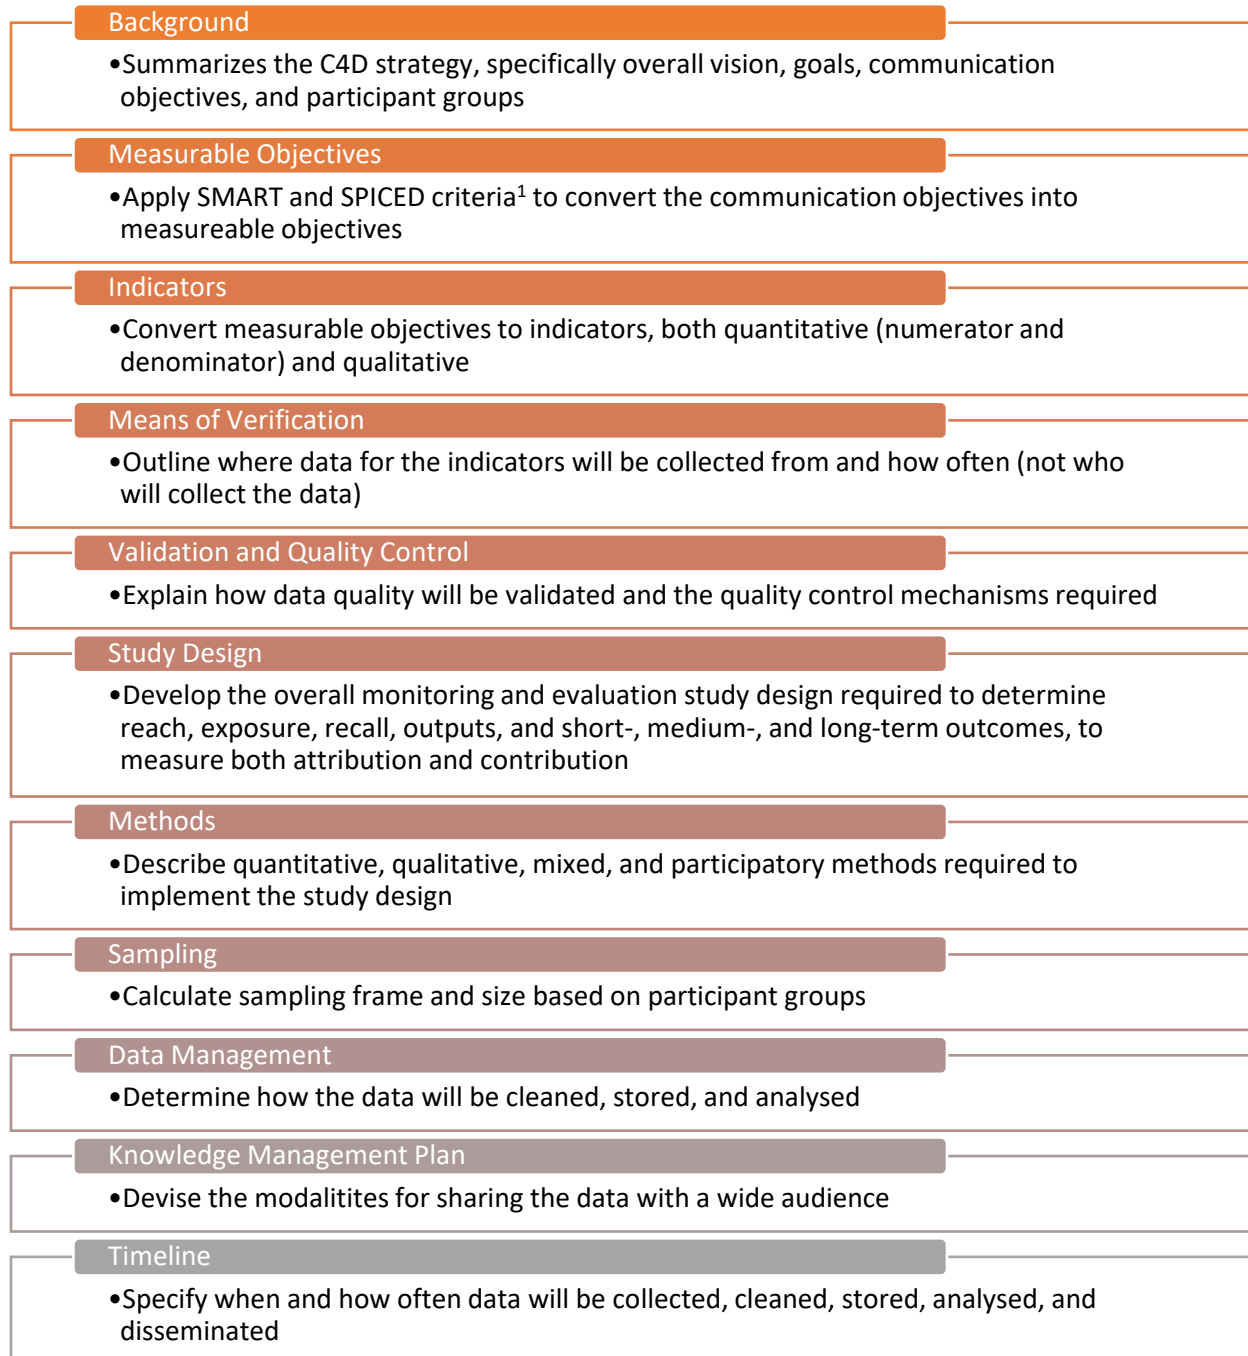 Background
•Summarizes the C4D strategy, specifically overall vision, goals, communication
objectives, and participant groups
Measurable Objectives
•Apply SMART and SPICED criteria¹ to convert the communication objectives into
measureable objectives
Indicators
•Convert measurable objectives to indicators, both quantitative (numerator and
denominator) and qualitative
Means of Verification
•Outline where data for the indicators will be collected from and how often (not who
will collect the data)
Validation and Quality Control
•Explain how data quality will be validated and the quality control mechanisms required
Study Design
•Develop the overall monitoring and evaluation study design required to determine
reach, exposure, recall, outputs, and short-, medium-, and long-term outcomes, to
measure both attribution and contribution
Methods
•Describe quantitative, qualitative, mixed, and participatory methods required to
implement the study design
Sampling
•Calculate sampling frame and size based on participant groups
Data Management
•Determine how the data will be cleaned, stored, and analysed
Knowledge Management Plan
•Devise the modalitites for sharing the data with a wide audience
Timeline
•Specify when and how often data will be collected, cleaned, stored, analysed, and
disseminated